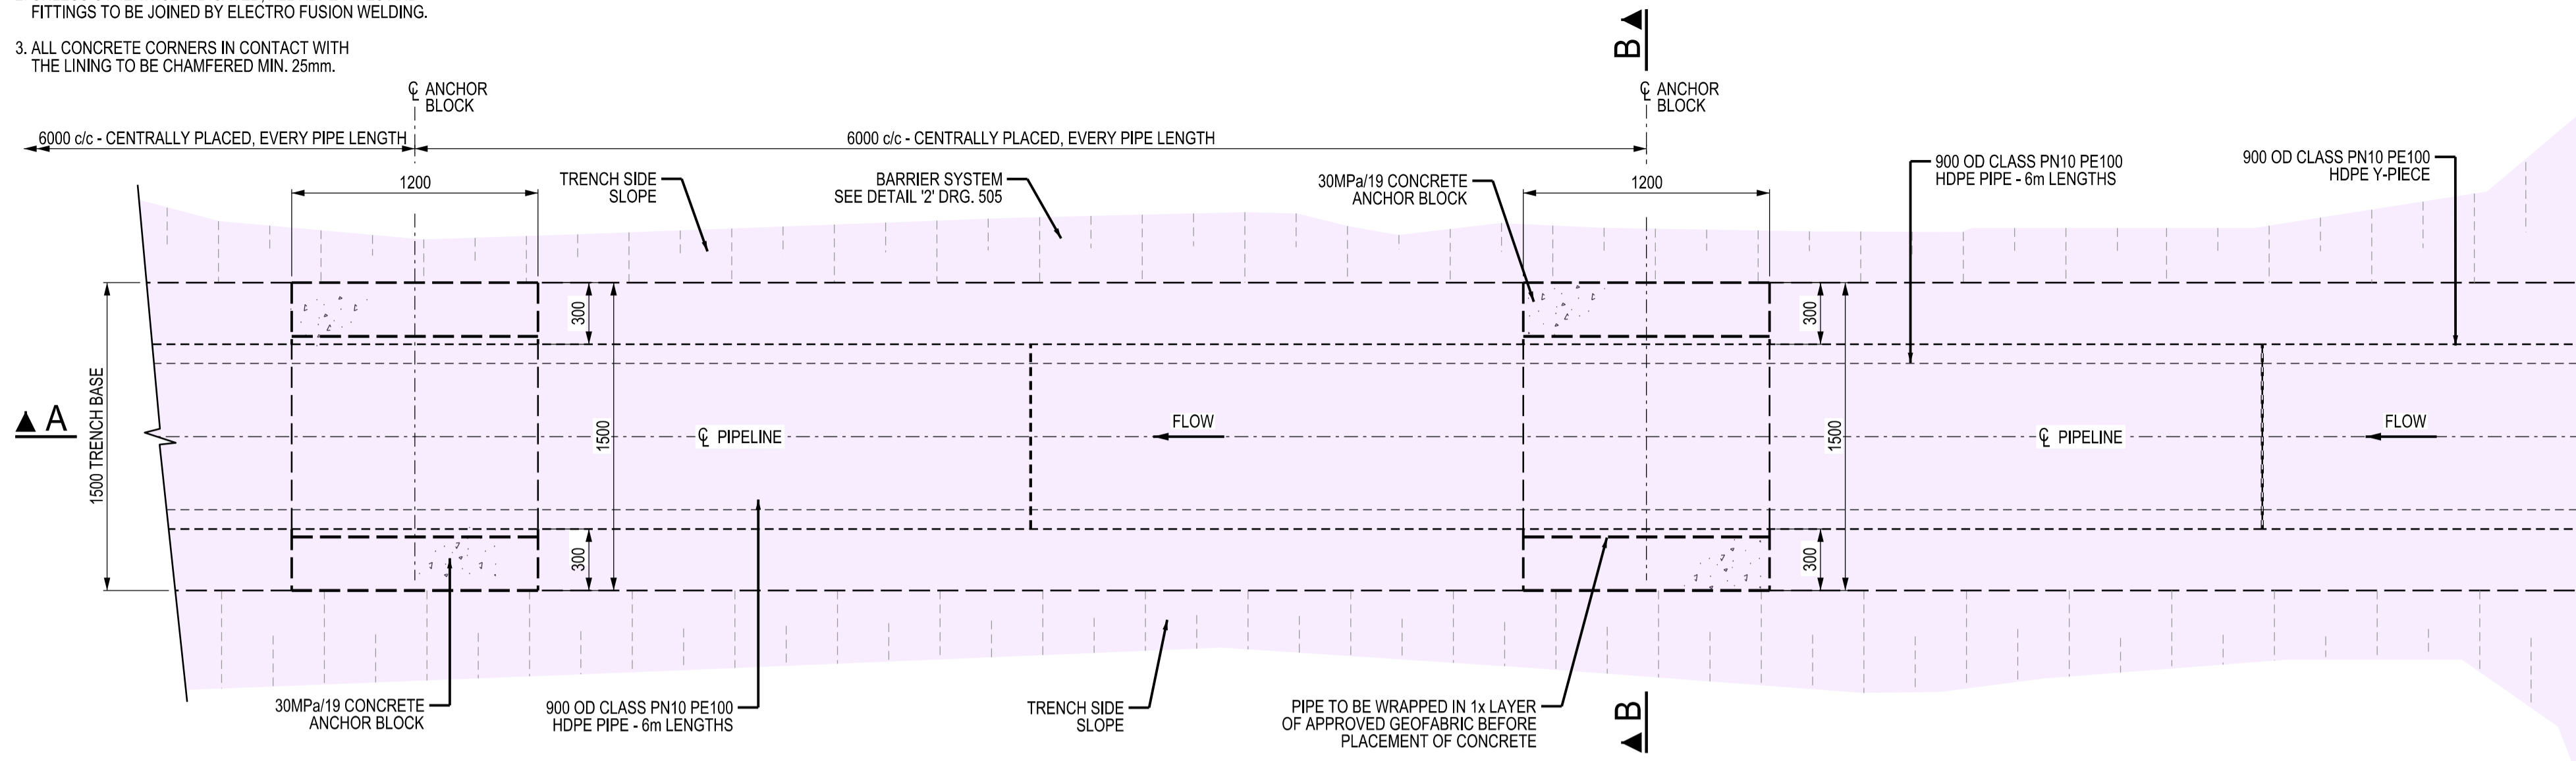 FITTINGS TO BE JOINED BY ELECTRO FUSION WELDING.
3. ALL CONCRETE CORNERS IN CONTACT WITH
THE LINING TO BE CHAMFERED MIN. 25mm.
B
℄ ANCHOR
BLOCK
℄ ANCHOR
BLOCK
6000 c/c - CENTRALLY PLACED, EVERY PIPE LENGTH
6000 c/c - CENTRALLY PLACED, EVERY PIPE LENGTH
1200
TRENCH SIDE
SLOPE
BARRIER SYSTEM
SEE DETAIL '2' DRG. 505
30MPa/19 CONCRETE
ANCHOR BLOCK
1200
900 OD CLASS PN10 PE100
HDPE PIPE - 6m LENGTHS
900 OD CLASS PN10 PE100
HDPE Y-PIECE
300
300
A
1500 TRENCH BASE
1500
℄ PIPELINE
FLOW
1500
℄ PIPELINE
FLOW
300
300
30MPa/19 CONCRETE
ANCHOR BLOCK
900 OD CLASS PN10 PE100
HDPE PIPE - 6m LENGTHS
TRENCH SIDE
SLOPE
PIPE TO BE WRAPPED IN 1x LAYER
OF APPROVED GEOFABRIC BEFORE
PLACEMENT OF CONCRETE
B